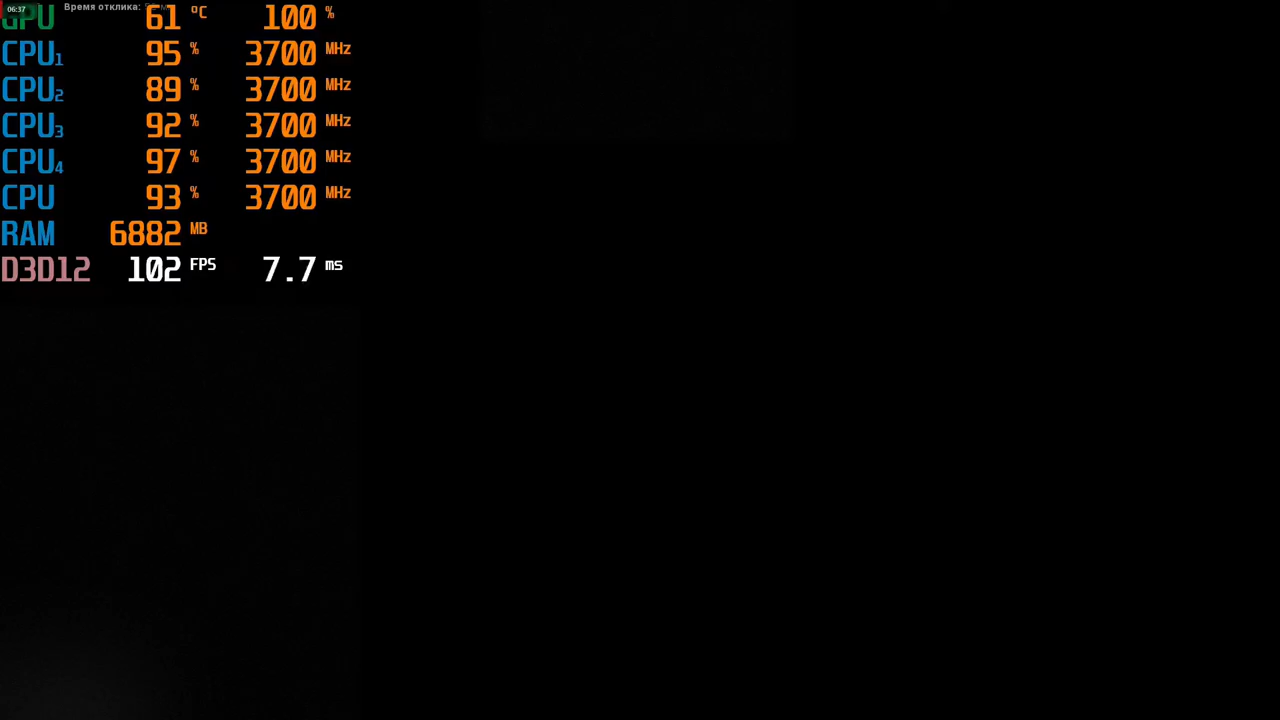 06:37 Время отклика:
GPU 61 °C 100 %
CPU1 95 % 3700 MHz
CPU2 89 % 3700 MHz
CPU3 92 % 3700 MHz
CPU4 97 % 3700 MHz
CPU 93 % 3700 MHz
RAM 6882 MB
D3D12 102 FPS 7.7 ms